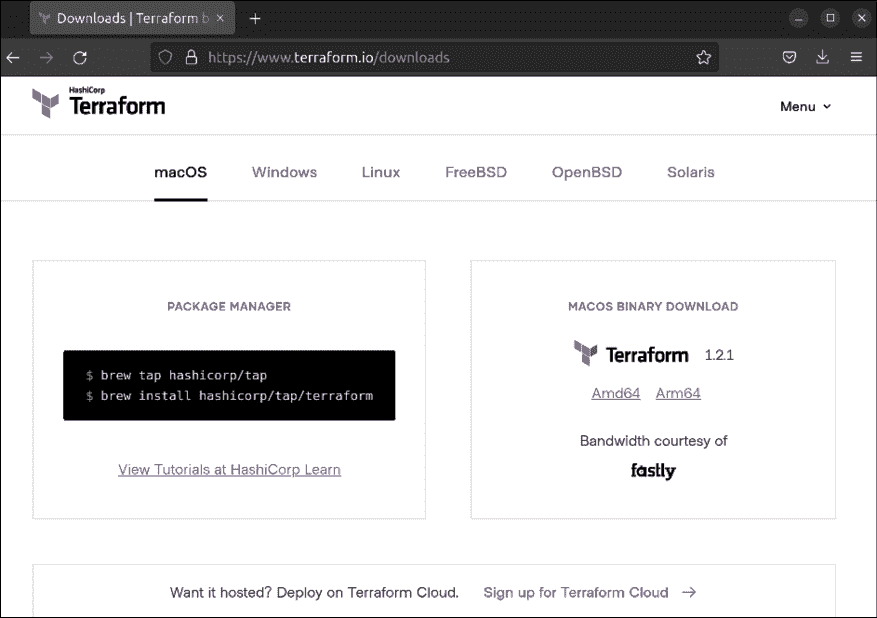 Downloads | Terraform b
https://www.terraform.io/downloads
HashiCorp
Terraform
Menu
macOS Windows Linux FreeBSD OpenBSD Solaris
PACKAGE MANAGER
$ brew tap hashicorp/tap
$ brew install hashicorp/tap/terraform
View Tutorials at HashiCorp Learn
MACOS BINARY DOWNLOAD
Terraform 1.2.1
Amd64 Arm64
Bandwidth courtesy of
fastly
Want it hosted? Deploy on Terraform Cloud. Sign up for Terraform Cloud →